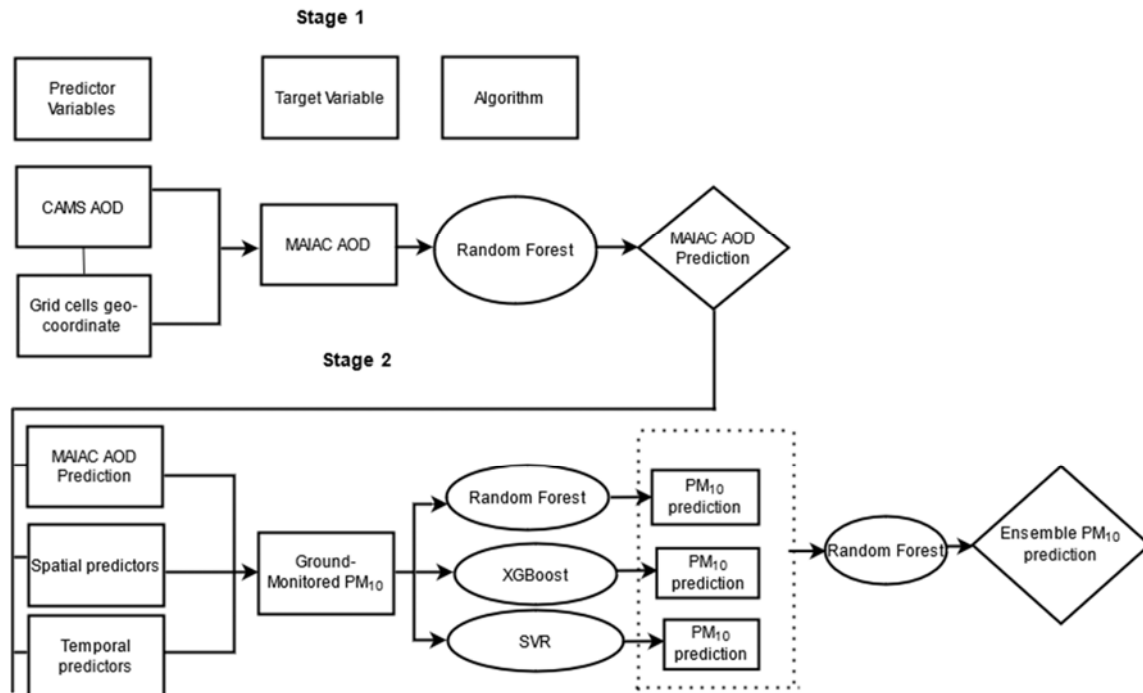 Stage 1
Predictor
Variables
Target Variable
Algorithm
CAMS AOD
MAIAC AOD
Random Forest
MAIAC AOD
Prediction
Grid cells geo-
coordinate
Stage 2
MAIAC AOD
Prediction
Spatial predictors
Temporal
predictors
Ground-
Monitored PM₁₀
Random Forest
XGBoost
SVR
PM₁₀
prediction
PM₁₀
prediction
PM₁₀
prediction
Random Forest
Ensemble PM₁₀
prediction